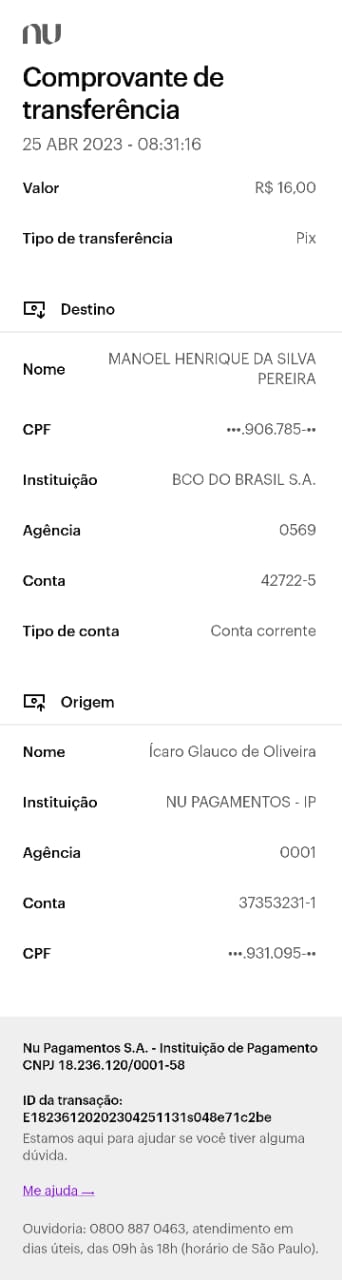 nu
Comprovante de
transferência
25 ABR 2023 - 08:31:16
Valor R$ 16,00
Tipo de transferência Pix
Destino
Nome MANOEL HENRIQUE DA SILVA
PEREIRA
CPF •••.906.785-••
Instituição BCO DO BRASIL S.A.
Agência 0569
Conta 42722-5
Tipo de conta Conta corrente
Origem
Nome Ícaro Glauco de Oliveira
Instituição NU PAGAMENTOS - IP
Agência 0001
Conta 37353231-1
CPF •••.931.095-••
Nu Pagamentos S.A. - Instituição de Pagamento
CNPJ 18.236.120/0001-58
ID da transação:
E18236120202304251131s048e71c2be
Estamos aqui para ajudar se você tiver alguma
dúvida.
Me ajuda →
Ouvidoria: 0800 887 0463, atendimento em
dias úteis, das 09h às 18h (horário de São Paulo).